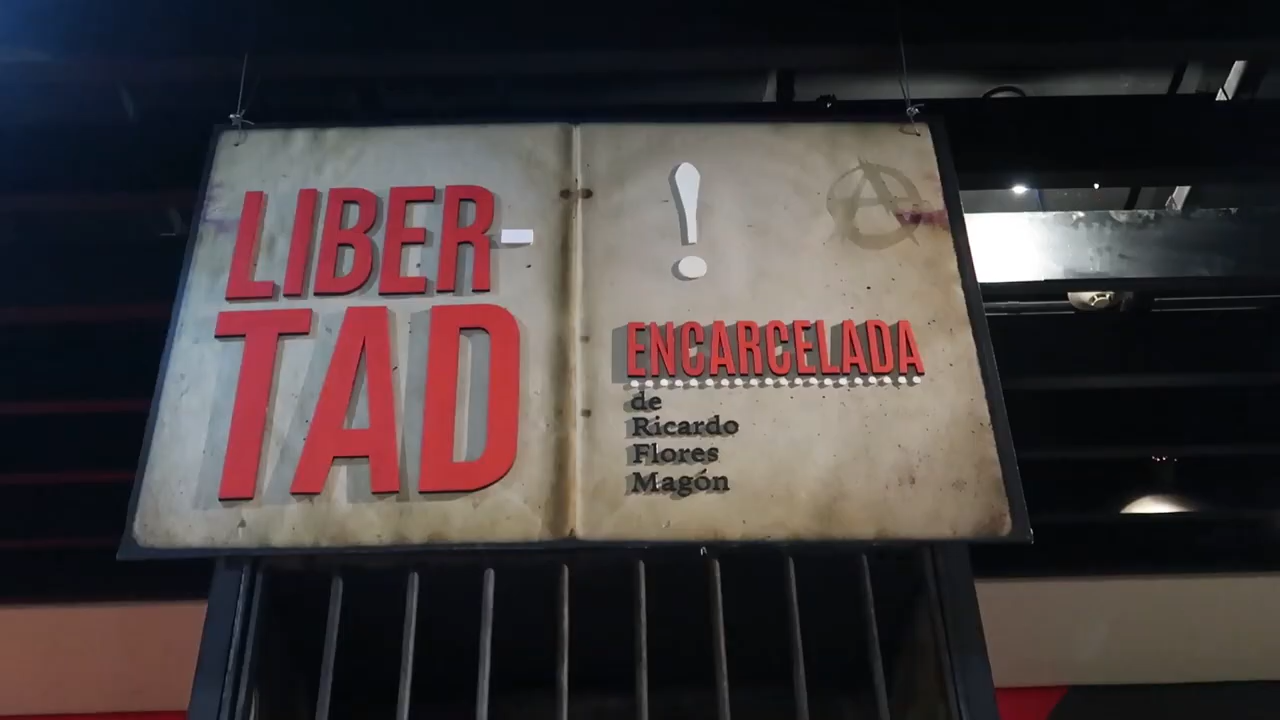 LIBER-
TAD
!
A
ENCARCELADA
de
Ricardo
Flores
Magón